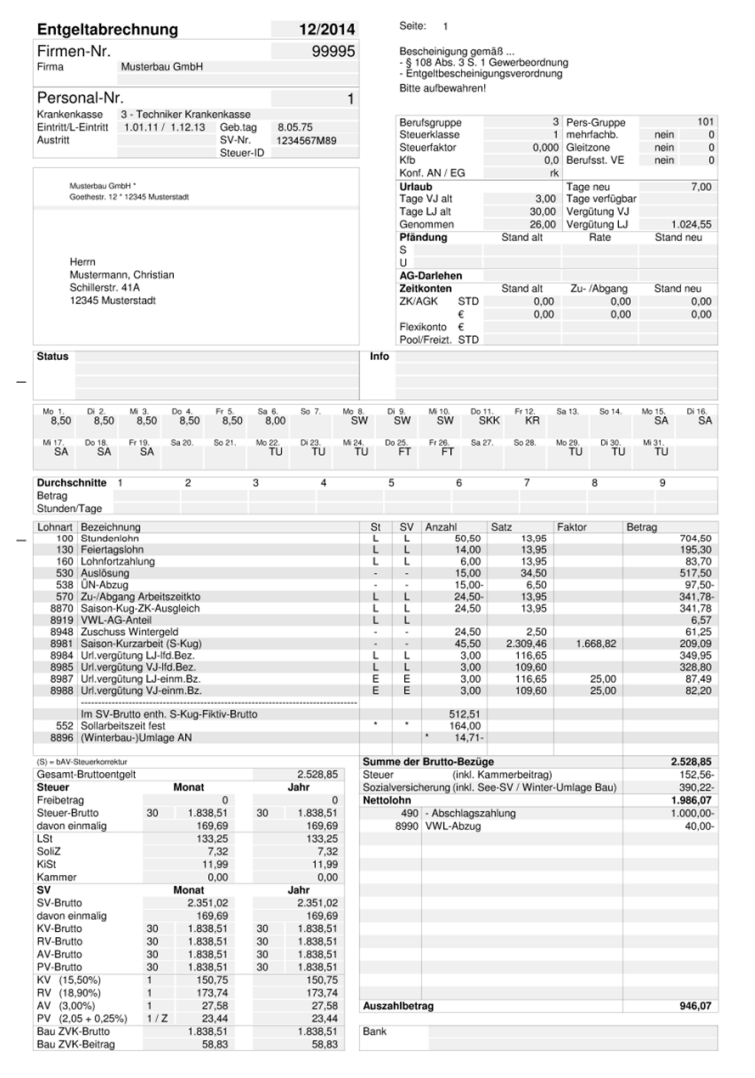 Entgeltabrechnung 12/2014
Firmen-Nr. 99995
Firma Musterbau GmbH
Personal-Nr. 1
Krankenkasse 3 - Techniker Krankenkasse
Eintritt/L-Eintritt 1.01.11 / 1.12.13 Geb.tag 8.05.75
Austritt SV-Nr. 1234567M89
Steuer-ID
Seite: 1
Bescheinigung gemäß ...
- § 108 Abs. 3 S. 1 Gewerbeordnung
- Entgeltbescheinigungsverordnung
Bitte aufbewahren!
Musterbau GmbH *
Goethestr. 12 * 12345 Musterstadt
Herrn
Mustermann, Christian
Schillerstr. 41A
12345 Musterstadt
Berufsgruppe 3 Pers-Gruppe 101
Steuerklasse 1 mehrfachb. nein 0
Steuerfaktor 0,000 Gleitzone nein 0
Kfb 0,0 Berufsst. VE nein 0
Konf. AN / EG rk
Urlaub Tage neu 7,00
Tage VJ alt 3,00 Tage verfügbar
Tage LJ alt 30,00 Vergütung VJ
Genommen 26,00 Vergütung LJ 1.024,55
Pfändung Stand alt Rate Stand neu
S
U
AG-Darlehen
Zeitkonten Stand alt Zu- /Abgang Stand neu
ZK/AGK STD 0,00 0,00 0,00
€ 0,00 0,00 0,00
Flexikonto €
Pool/Freizt. STD
Status Info
Mo 1. Di 2. Mi 3. Do 4. Fr 5. Sa 6. So 7. Mo 8. Di 9. Mi 10. Do 11. Fr 12. Sa 13. So 14. Mo 15. Di 16.
8,50 8,50 8,50 8,50 8,50 8,00 SW SW SW SKK KR SA SA
Mi 17. Do 18. Fr 19. Sa 20. So 21. Mo 22. Di 23. Mi 24. Do 25. Fr 26. Sa 27. So 28. Mo 29. Di 30. Mi 31.
SA SA SA TU TU TU FT FT TU TU TU
Durchschnitte 1 2 3 4 5 6 7 8 9
Betrag
Stunden/Tage
Lohnart Bezeichnung St SV Anzahl Satz Faktor Betrag
100 Stundenlohn L L 50,50 13,95 704,50
130 Feiertagslohn L L 14,00 13,95 195,30
160 Lohnfortzahlung L L 6,00 13,95 83,70
530 Auslösung - - 15,00 34,50 517,50
538 ÜN-Abzug - - 15,00- 6,50 97,50-
570 Zu-/Abgang Arbeitszeitkto L L 24,50- 13,95 341,78-
8870 Saison-Kug-ZK-Ausgleich L L 24,50 13,95 341,78
8919 VWL-AG-Anteil L L 6,57
8948 Zuschuss Wintergeld - - 24,50 2,50 61,25
8981 Saison-Kurzarbeit (S-Kug) - - 45,50 2.309,46 1.668,82 209,09
8984 Url.vergütung LJ-lfd.Bez. L L 3,00 116,65 349,95
8985 Url.vergütung VJ-lfd.Bez. L L 3,00 109,60 328,80
8987 Url.vergütung LJ-einm.Bz. E E 3,00 116,65 25,00 87,49
8988 Url.vergütung VJ-einm.Bz. E E 3,00 109,60 25,00 82,20
--------------------------------------------------------------------------------
Im SV-Brutto enth. S-Kug-Fiktiv-Brutto 512,51
552 Sollarbeitszeit fest * * 164,00
8896 (Winterbau-)Umlage AN * 14,71-
(S) = bAV-Steuerkorrektur
Gesamt-Bruttoentgelt 2.528,85
Steuer Monat Jahr
Freibetrag 0 0
Steuer-Brutto 30 1.838,51 30 1.838,51
davon einmalig 169,69 169,69
LSt 133,25 133,25
SoliZ 7,32 7,32
KiSt 11,99 11,99
Kammer 0,00 0,00
SV Monat Jahr
SV-Brutto 2.351,02 2.351,02
davon einmalig 169,69 169,69
KV-Brutto 30 1.838,51 30 1.838,51
RV-Brutto 30 1.838,51 30 1.838,51
AV-Brutto 30 1.838,51 30 1.838,51
PV-Brutto 30 1.838,51 30 1.838,51
KV (15,50%) 1 150,75 150,75
RV (18,90%) 1 173,74 173,74
AV (3,00%) 1 27,58 27,58
PV (2,05 + 0,25%) 1 / Z 23,44 23,44
Bau ZVK-Brutto 1.838,51 1.838,51
Bau ZVK-Beitrag 58,83 58,83
Summe der Brutto-Bezüge 2.528,85
Steuer (inkl. Kammerbeitrag) 152,56-
Sozialversicherung (inkl. See-SV / Winter-Umlage Bau) 390,22-
Nettolohn 1.986,07
490 - Abschlagszahlung 1.000,00-
8990 VWL-Abzug 40,00-
Auszahlbetrag 946,07
Bank